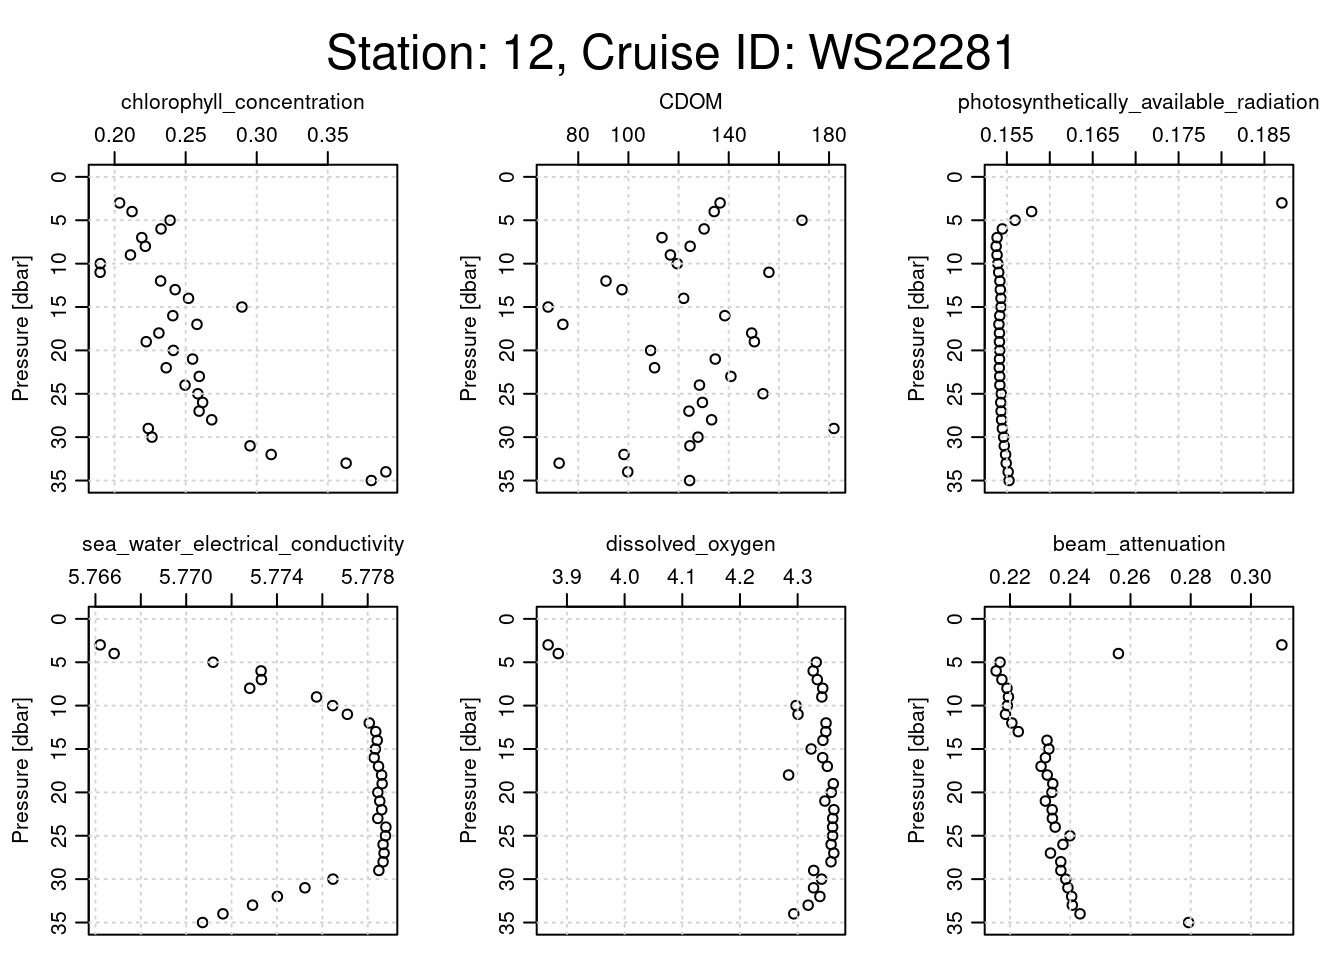 Station: 12, Cruise ID: WS22281
chlorophyll_concentration
0.20 0.25 0.30 0.35
Pressure [dbar]
0
5
10
15
20
25
30
35
CDOM
80 100 140 180
Pressure [dbar]
0
5
10
15
20
25
30
35
photosynthetically_available_radiation
0.155 0.165 0.175 0.185
Pressure [dbar]
0
5
10
15
20
25
30
35
sea_water_electrical_conductivity
5.766 5.770 5.774 5.778
Pressure [dbar]
0
5
10
15
20
25
30
35
dissolved_oxygen
3.9 4.0 4.1 4.2 4.3
Pressure [dbar]
0
5
10
15
20
25
30
35
beam_attenuation
0.22 0.24 0.26 0.28 0.30
Pressure [dbar]
0
5
10
15
20
25
30
35